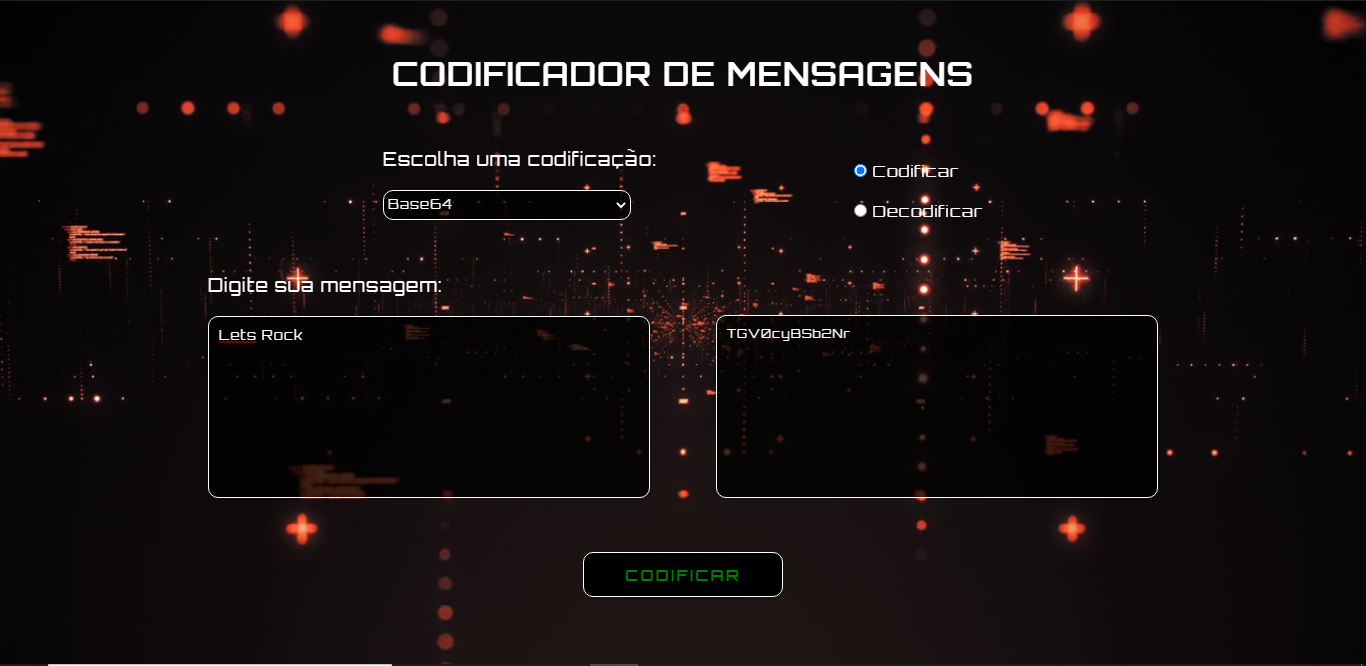 CODIFICADOR DE MENSAGENS
Escolha uma codificação:
Base64
Codificar
Decodificar
Digite sua mensagem:
Lets Rock
TGV0cyBSb2Nr
CODIFICAR